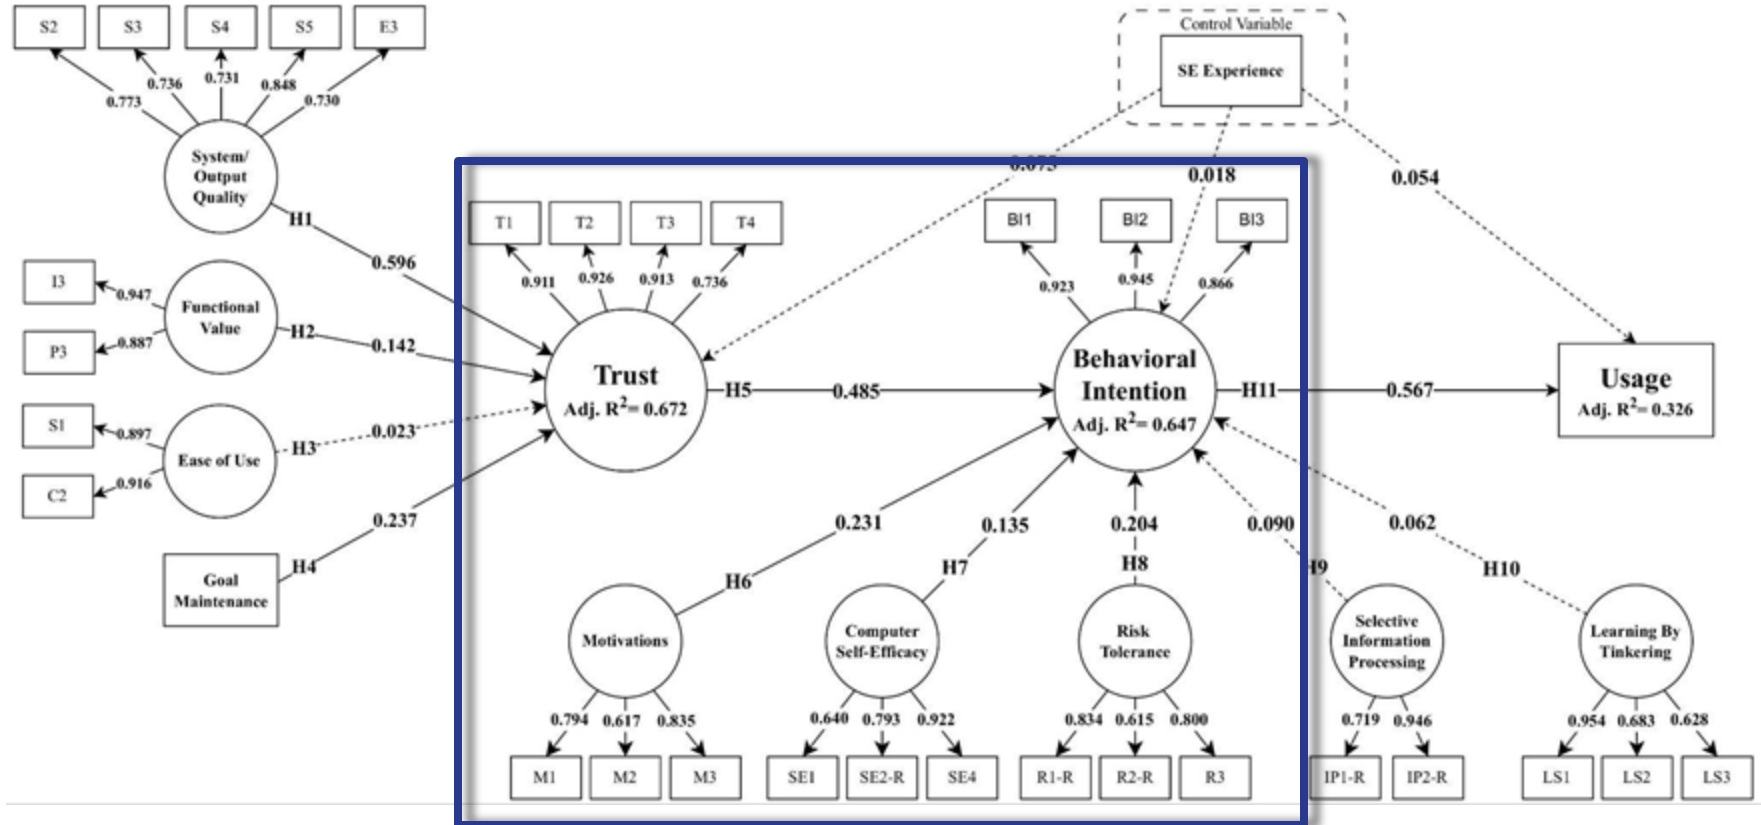 S2
S3
S4
S5
E3
0.773
0.736
0.731
0.848
0.730
System/
Output
Quality
H1
0.596
I3
P3
0.947
0.887
Functional
Value
H2
0.142
S1
C2
0.897
0.916
Ease of Use
H3
0.023
Goal
Maintenance
H4
0.237
Control Variable
SE Experience
0.018
0.054
T1
T2
T3
T4
0.911
0.926
0.913
0.736
Trust
Adj. R²= 0.672
H5
0.485
BI1
BI2
BI3
0.923
0.945
0.866
Behavioral
Intention
Adj. R²= 0.647
H11
0.567
Usage
Adj. R²= 0.326
0.231
0.135
0.204
0.090
0.062
H6
H7
H8
H9
H10
Motivations
0.794
0.617
0.835
M1
M2
M3
Computer
Self-Efficacy
0.640
0.793
0.922
SE1
SE2-R
SE4
Risk
Tolerance
0.834
0.615
0.800
R1-R
R2-R
R3
Selective
Information
Processing
0.719
0.946
IP1-R
IP2-R
Learning By
Tinkering
0.954
0.683
0.628
LS1
LS2
LS3